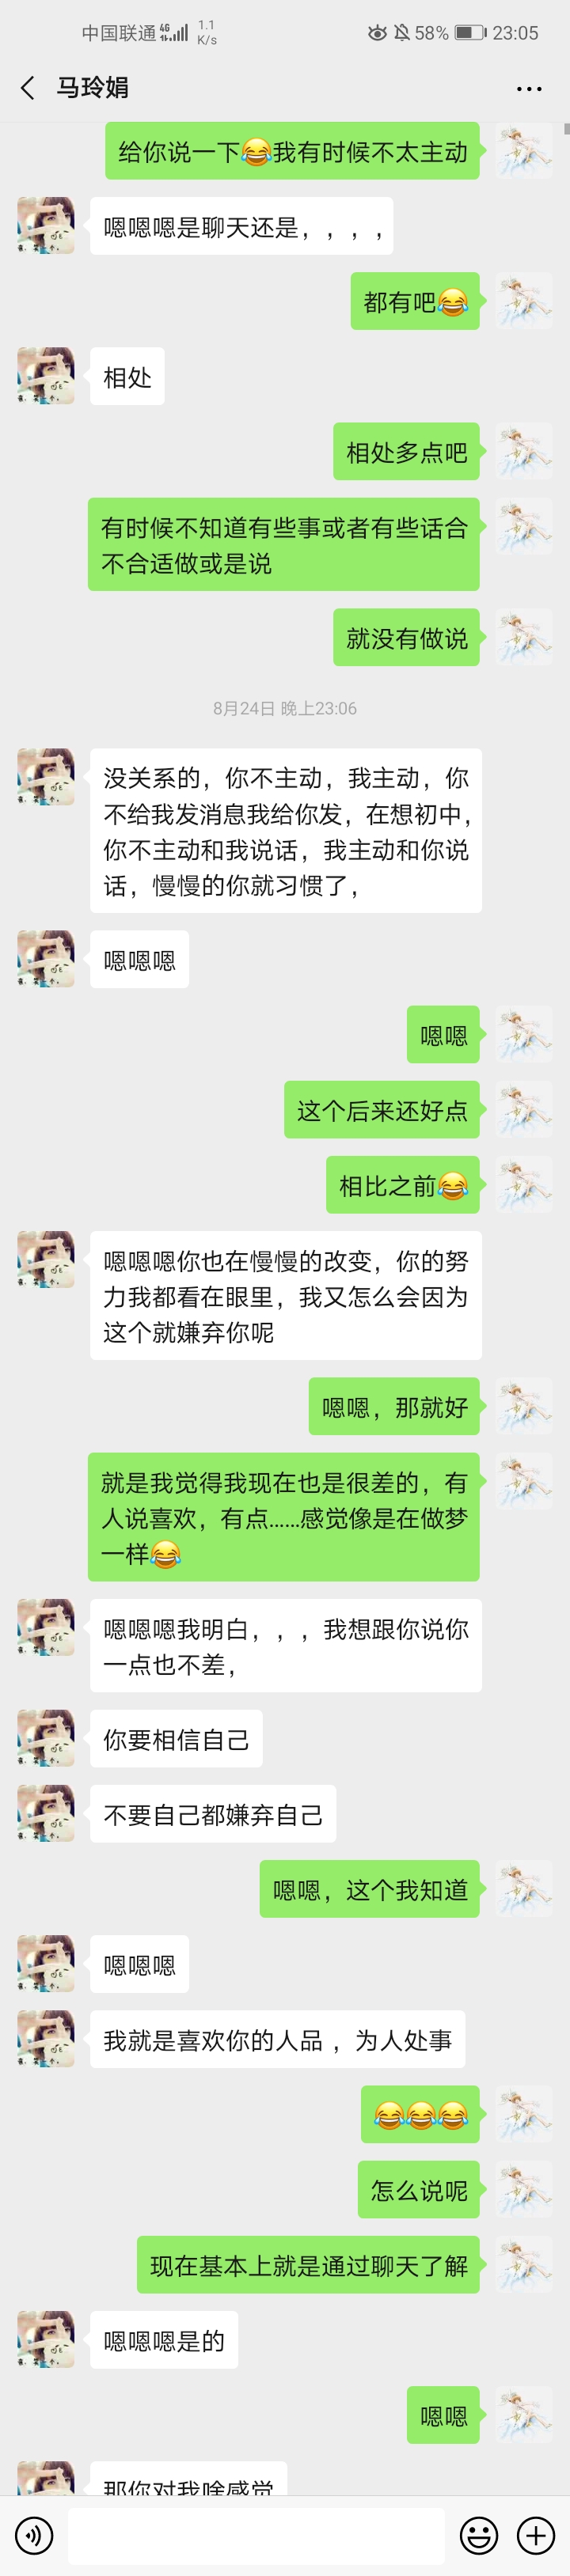 中国联通 4G 1.1 K/s 58% 23:05
马玲娟
给你说一下😂我有时候不太主动
嗯嗯嗯是聊天还是，，，，
都有吧😂
相处
相处多点吧
有时候不知道有些事或者有些话合
不合适做或是说
就没有做说
8月24日 晚上23:06
没关系的，你不主动，我主动，你
不给我发消息我给你发，在想初中，
你不主动和我说话，我主动和你说
话，慢慢的你就习惯了，
嗯嗯嗯
嗯嗯
这个后来还好点
相比之前😂
嗯嗯嗯你也在慢慢的改变，你的努
力我都看在眼里，我又怎么会因为
这个就嫌弃你呢
嗯嗯，那就好
就是我觉得我现在也是很差的，有
人说喜欢，有点……感觉像是在做梦
一样😂
嗯嗯嗯我明白，，，我想跟你说你
一点也不差，
你要相信自己
不要自己都嫌弃自己
嗯嗯，这个我知道
嗯嗯嗯
我就是喜欢你的人品 ，为人处事
😂😂😂
怎么说呢
现在基本上就是通过聊天了解
嗯嗯嗯是的
嗯嗯
那你对我啥感觉